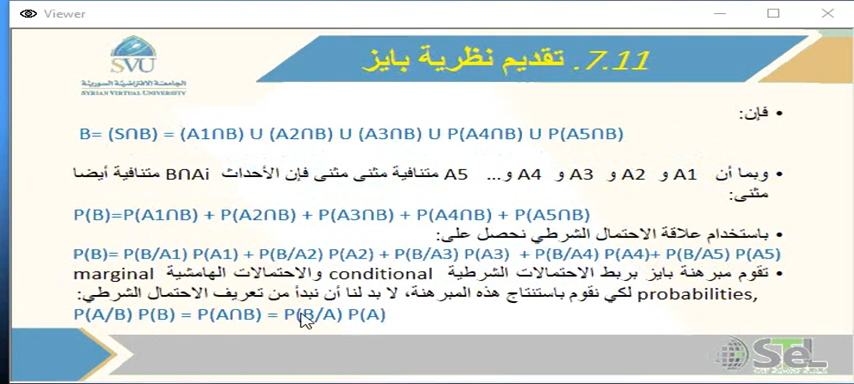 Viewer
SVU
الجامعة الافتراضية السورية
SYRIAN VIRTUAL UNIVERSITY
7.11. تقديم نظرية بايز
• فإن:
B= (S∩B) = (A1∩B) U (A2∩B) U (A3∩B) U P(A4∩B) U P(A5∩B)
• وبما أن A1 و A2 و A3 و A4 و... A5 متنافية مثنى مثنى فإن الأحداث B∩Ai متنافية أيضا
مثنى:
P(B)=P(A1∩B) + P(A2∩B) + P(A3∩B) + P(A4∩B) + P(A5∩B)
باستخدام علاقة الاحتمال الشرطي نحصل على:
P(B)= P(B/A1) P(A1) + P(B/A2) P(A2) + P(B/A3) P(A3) + P(B/A4) P(A4)+ P(B/A5) P(A5)
• تقوم مبرهنة بايز بربط الاحتمالات الشرطية conditional والاحتمالات الهامشية marginal
probabilities, لكي نقوم باستنتاج هذه المبرهنة، لا بد لنا أن نبدأ من تعريف الاحتمال الشرطي:
P(A/B) P(B) = P(A∩B) = P(B/A) P(A)
SeL